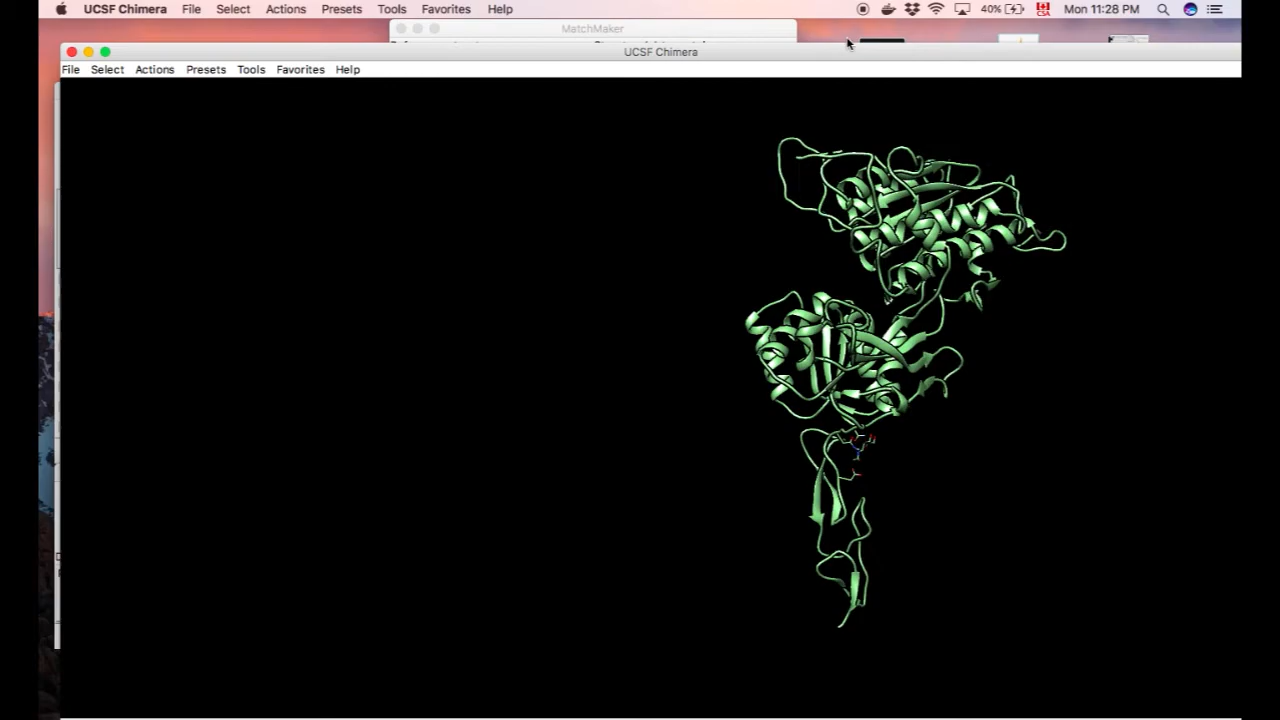 UCSF Chimera File Select Actions Presets Tools Favorites Help 40% CSA Mon 11:28 PM
MatchMaker
UCSF Chimera
File Select Actions Presets Tools Favorites Help